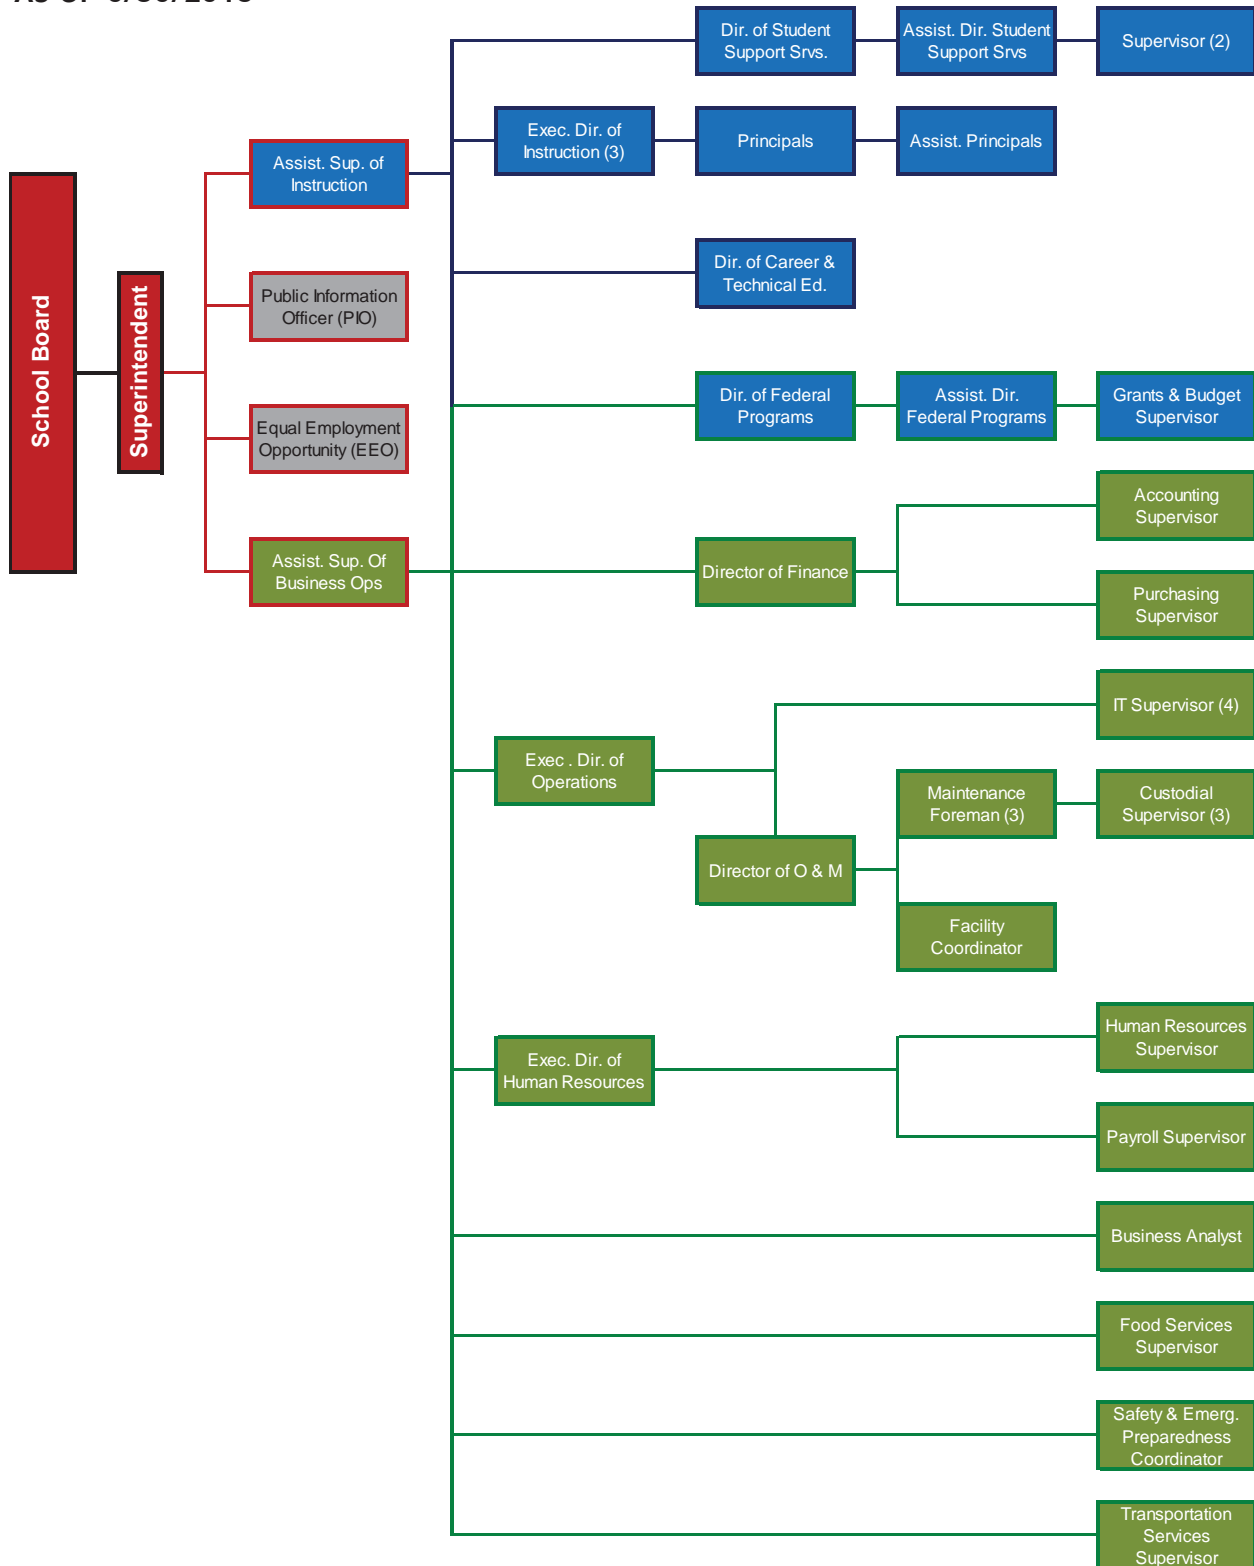 Dir. of Student
Support Srvs.
Assist. Dir. Student
Support Srvs
Supervisor (2)
Exec. Dir. of
Instruction (3)
Principals
Assist. Principals
Assist. Sup. of
Instruction
School Board
Superintendent
Dir. of Career &
Technical Ed.
Public Information
Officer (PIO)
Dir. of Federal
Programs
Assist. Dir.
Federal Programs
Grants & Budget
Supervisor
Equal Employment
Opportunity (EEO)
Accounting
Supervisor
Assist. Sup. Of
Business Ops
Director of Finance
Purchasing
Supervisor
IT Supervisor (4)
Exec . Dir. of
Operations
Maintenance
Foreman (3)
Custodial
Supervisor (3)
Director of O & M
Facility
Coordinator
Human Resources
Supervisor
Exec. Dir. of
Human Resources
Payroll Supervisor
Business Analyst
Food Services
Supervisor
Safety & Emerg.
Preparedness
Coordinator
Transportation
Services
Supervisor